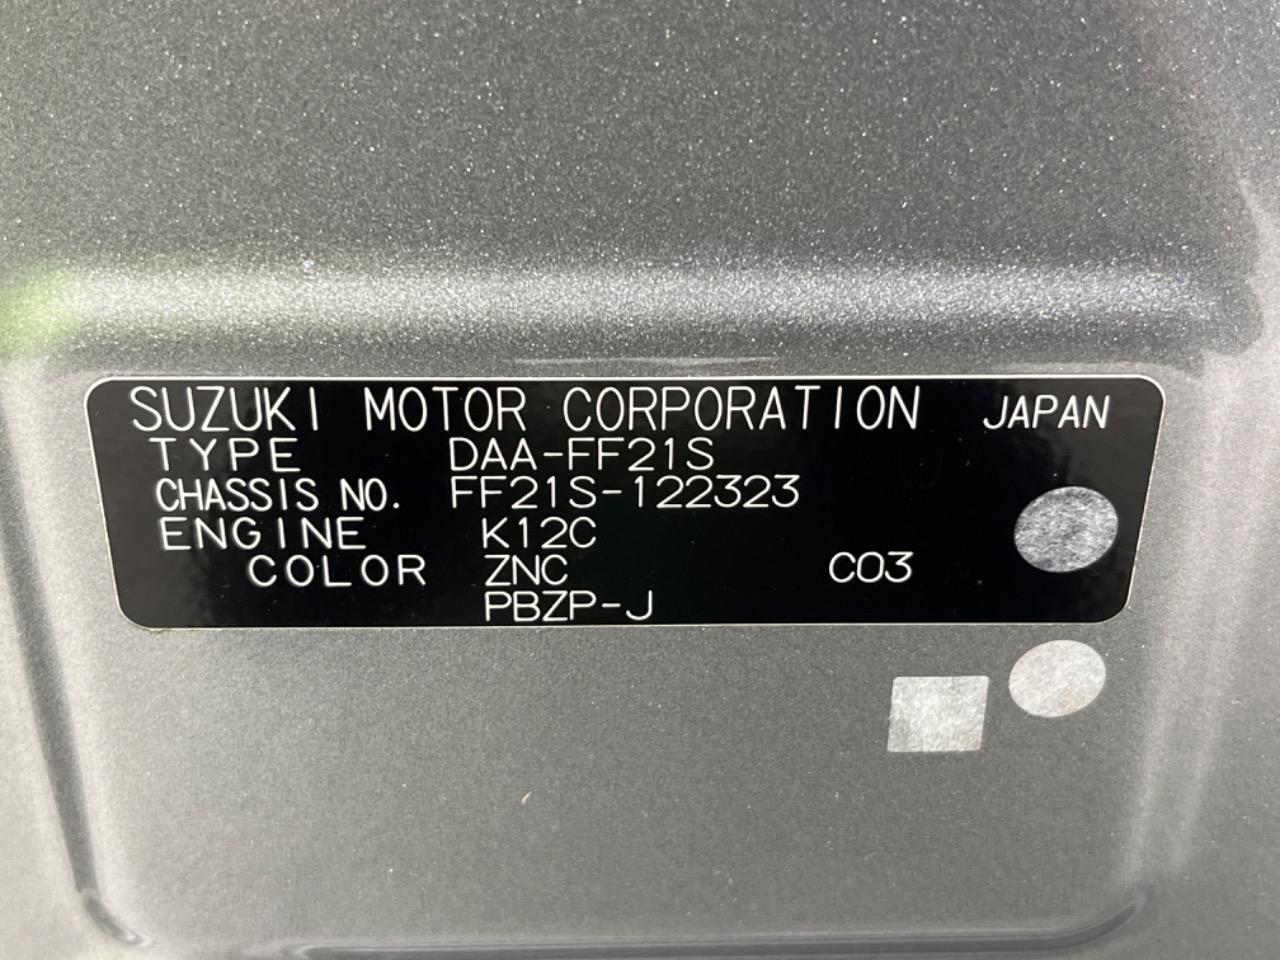 SUZUKI MOTOR CORPORATION JAPAN
TYPE DAA-FF21S
CHASSIS NO. FF21S-122323
ENGINE K12C
COLOR ZNC C03
PBZP-J